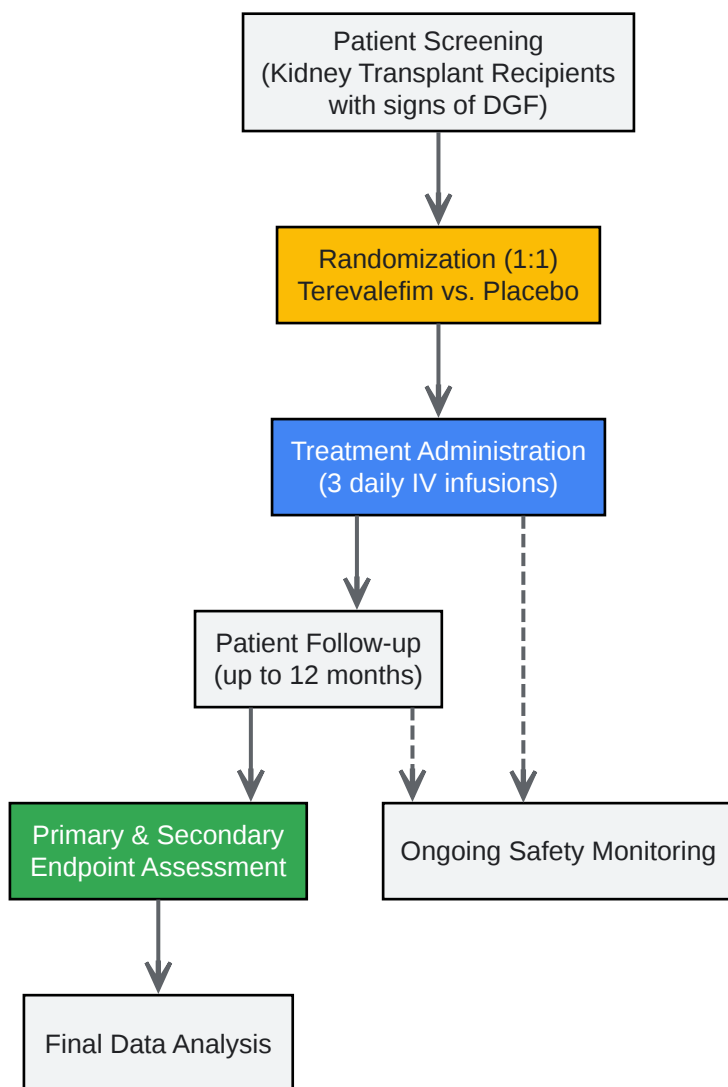 Patient Screening
(Kidney Transplant Recipients
with signs of DGF)
Randomization (1:1)
Terevalefim vs. Placebo
Treatment Administration
(3 daily IV infusions)
Patient Follow-up
(up to 12 months)
Primary & Secondary
Endpoint Assessment
Ongoing Safety Monitoring
Final Data Analysis